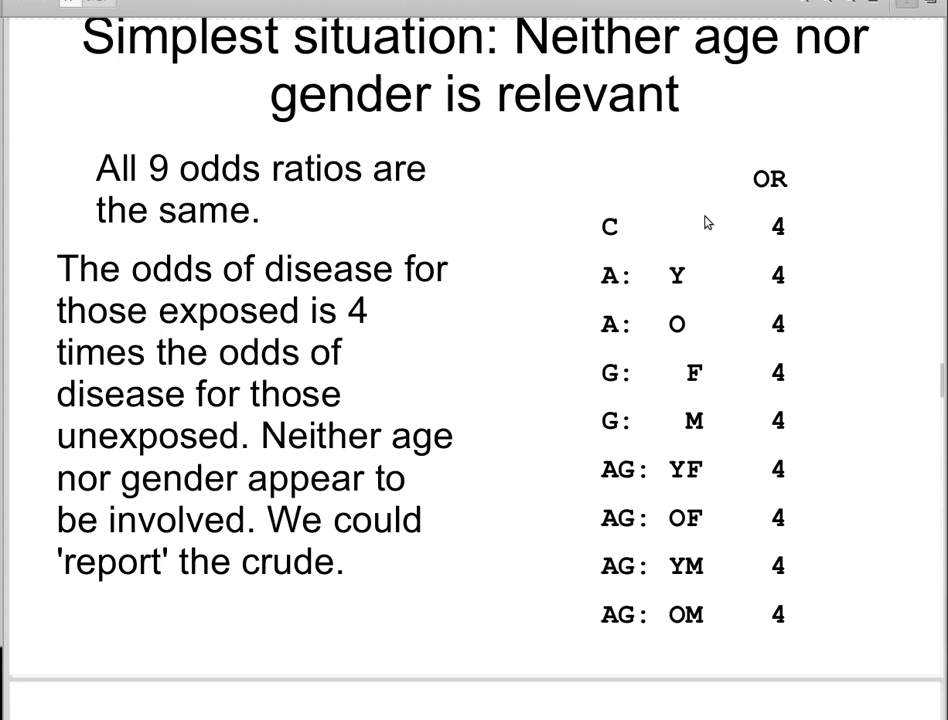 Simplest situation: Neither age nor
gender is relevant
All 9 odds ratios are
the same.
The odds of disease for
those exposed is 4
times the odds of
disease for those
unexposed. Neither age
nor gender appear to
be involved. We could
'report' the crude.
OR
C 4
A: Y 4
A: O 4
G: F 4
G: M 4
AG: YF 4
AG: OF 4
AG: YM 4
AG: OM 4